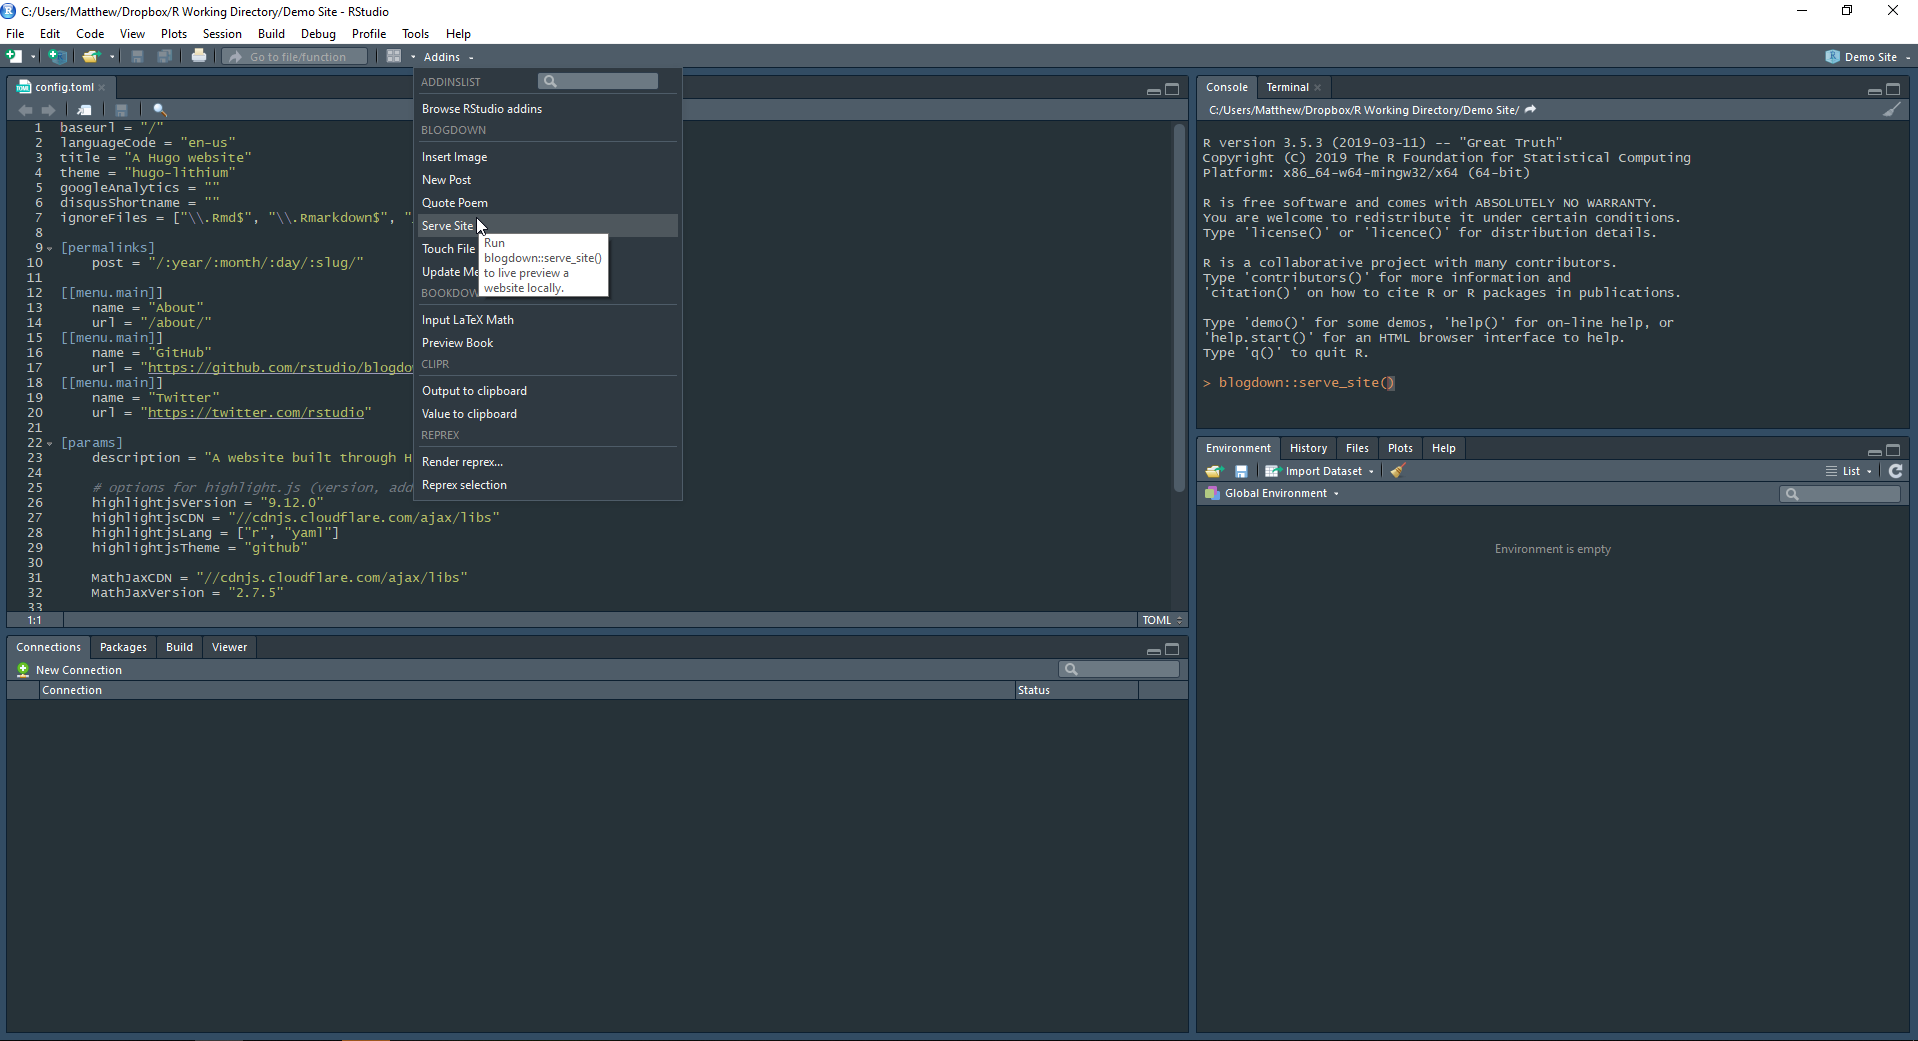 C:/Users/Matthew/Dropbox/R Working Directory/Demo Site - RStudio
File Edit Code View Plots Session Build Debug Profile Tools Help
Go to file/function Addins Demo Site
config.toml
1 baseurl = "/"
2 languageCode = "en-us"
3 title = "A Hugo website"
4 theme = "hugo-lithium"
5 googleAnalytics = ""
6 disqusShortname = ""
7 ignoreFiles = ["\\.Rmd$", "\\.Rmarkdown$", "
8
9 [permalinks]
10 post = "/:year/:month/:day/:slug/"
11
12 [[menu.main]]
13 name = "About"
14 url = "/about/"
15 [[menu.main]]
16 name = "GitHub"
17 url = "https://github.com/rstudio/blogdo
18 [[menu.main]]
19 name = "Twitter"
20 url = "https://twitter.com/rstudio"
21
22 [params]
23 description = "A website built through H
24
25 # options for highlight.js (version, add
26 highlightjsVersion = "9.12.0"
27 highlightjsCDN = "//cdnjs.cloudflare.com/ajax/libs"
28 highlightjsLang = ["r", "yaml"]
29 highlightjsTheme = "github"
30
31 MathJaxCDN = "//cdnjs.cloudflare.com/ajax/libs"
32 MathJaxVersion = "2.7.5"
33
1:1 TOML
ADDINSLIST
Browse RStudio addins
BLOGDOWN
Insert Image
New Post
Quote Poem
Serve Site
Touch File
Update Me
BOOKDOW
Input LaTeX Math
Preview Book
CLIPR
Output to clipboard
Value to clipboard
REPREX
Render reprex...
Reprex selection
Run
blogdown::serve_site()
to live preview a
website locally.
Connections Packages Build Viewer
New Connection
Connection Status
Console Terminal
C:/Users/Matthew/Dropbox/R Working Directory/Demo Site/
R version 3.5.3 (2019-03-11) -- "Great Truth"
Copyright (C) 2019 The R Foundation for Statistical Computing
Platform: x86_64-w64-mingw32/x64 (64-bit)
R is free software and comes with ABSOLUTELY NO WARRANTY.
You are welcome to redistribute it under certain conditions.
Type 'license()' or 'licence()' for distribution details.
R is a collaborative project with many contributors.
Type 'contributors()' for more information and
'citation()' on how to cite R or R packages in publications.
Type 'demo()' for some demos, 'help()' for on-line help, or
'help.start()' for an HTML browser interface to help.
Type 'q()' to quit R.
> blogdown::serve_site()
Environment History Files Plots Help
Import Dataset List
Global Environment
Environment is empty